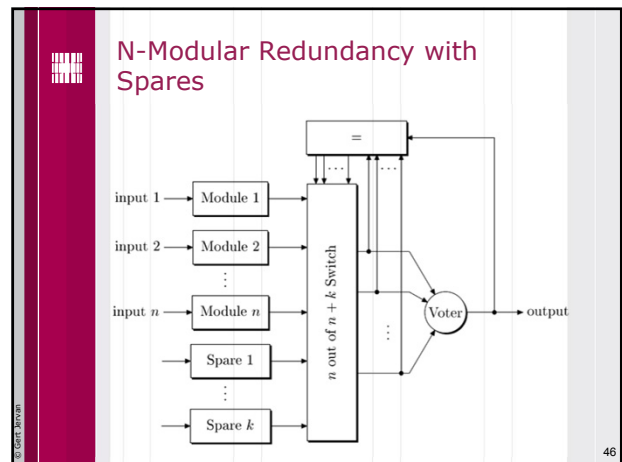 N-Modular Redundancy with
Spares
=
...
...
input 1
Module 1
input 2
Module 2
⋮
input n
Module n
Spare 1
⋮
Spare k
n out of n + k Switch
⋮
Voter
output
© Gert Jervan
46